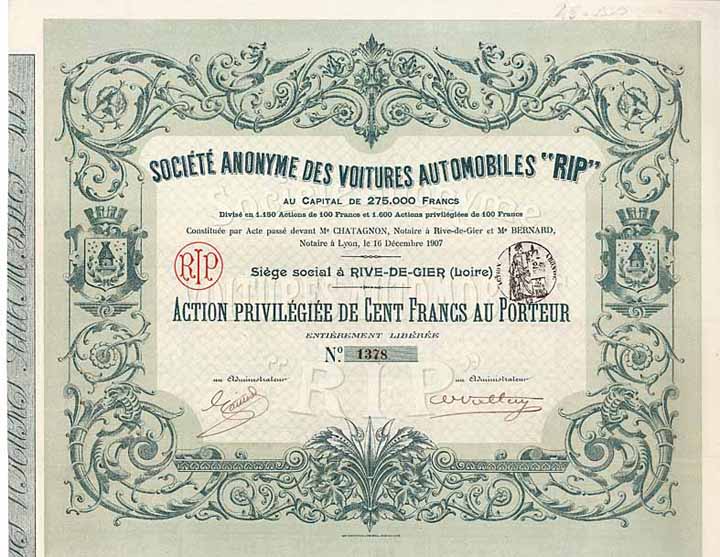 SOCIÉTÉ ANONYME DES VOITURES AUTOMOBILES "RIP"
AU CAPITAL DE 275.000 FRANCS
Divisé en 1.150 Actions de 100 Francs et 1.600 Actions privilégiées de 100 Francs
Constituée par Acte passé devant Me CHATAGNON, Notaire à Rive-de-Gier et Me BERNARD,
Notaire à Lyon, le 16 Décembre 1907
RIP
Siège social à RIVE-DE-GIER (Loire)
ACTION PRIVILÉGIÉE DE CENT FRANCS AU PORTEUR
ENTIÈREMENT LIBÉRÉE
No. 1378
un Administrateur
un Administrateur
"RIP"